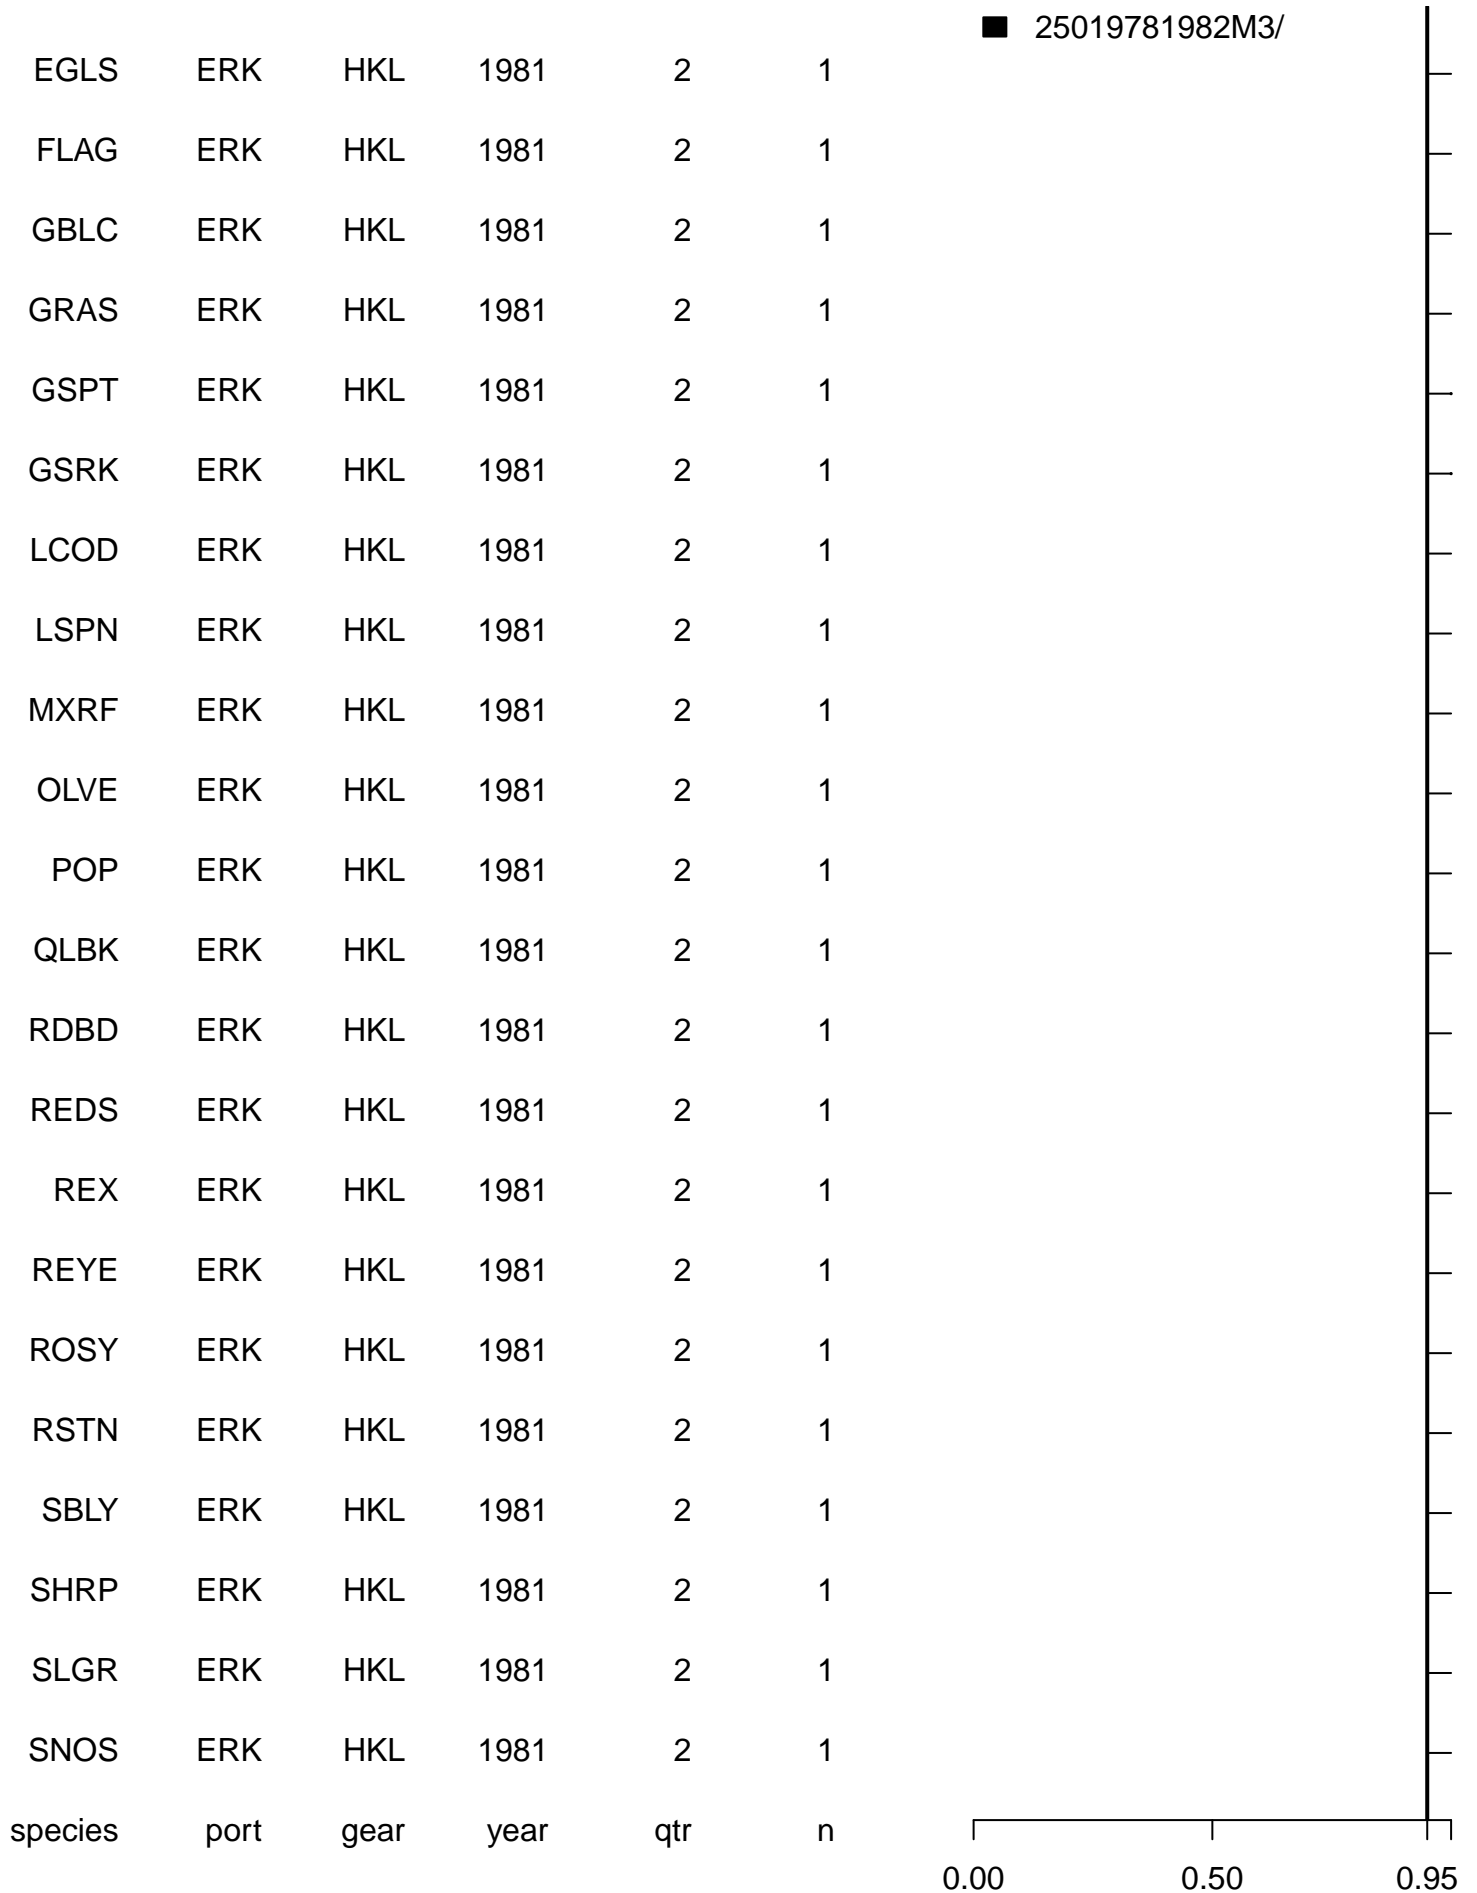 25019781982M3/
EGLS ERK HKL 1981 2 1
FLAG ERK HKL 1981 2 1
GBLC ERK HKL 1981 2 1
GRAS ERK HKL 1981 2 1
GSPT ERK HKL 1981 2 1
GSRK ERK HKL 1981 2 1
LCOD ERK HKL 1981 2 1
LSPN ERK HKL 1981 2 1
MXRF ERK HKL 1981 2 1
OLVE ERK HKL 1981 2 1
POP ERK HKL 1981 2 1
QLBK ERK HKL 1981 2 1
RDBD ERK HKL 1981 2 1
REDS ERK HKL 1981 2 1
REX ERK HKL 1981 2 1
REYE ERK HKL 1981 2 1
ROSY ERK HKL 1981 2 1
RSTN ERK HKL 1981 2 1
SBLY ERK HKL 1981 2 1
SHRP ERK HKL 1981 2 1
SLGR ERK HKL 1981 2 1
SNOS ERK HKL 1981 2 1
species port gear year qtr n
0.00 0.50 0.95